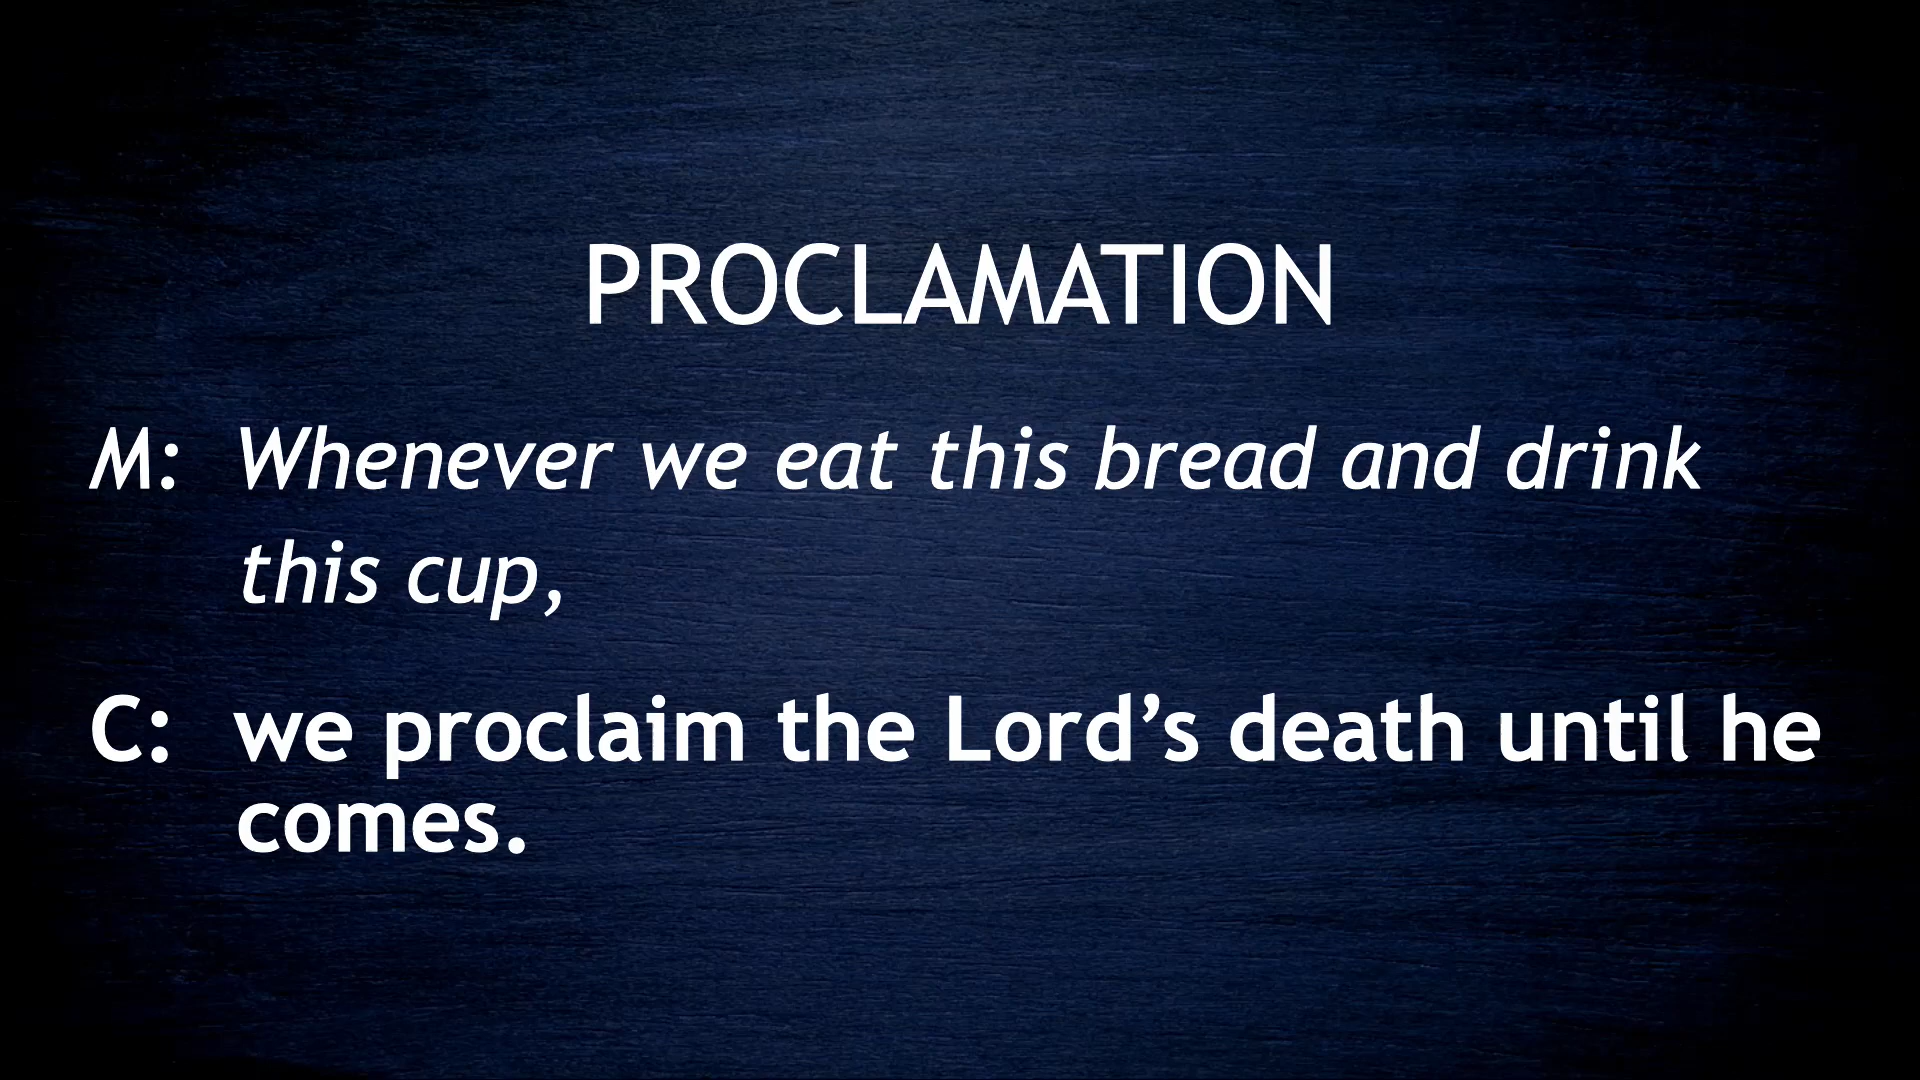 PROCLAMATION
M: Whenever we eat this bread and drink
this cup,
C: we proclaim the Lord’s death until he
comes.